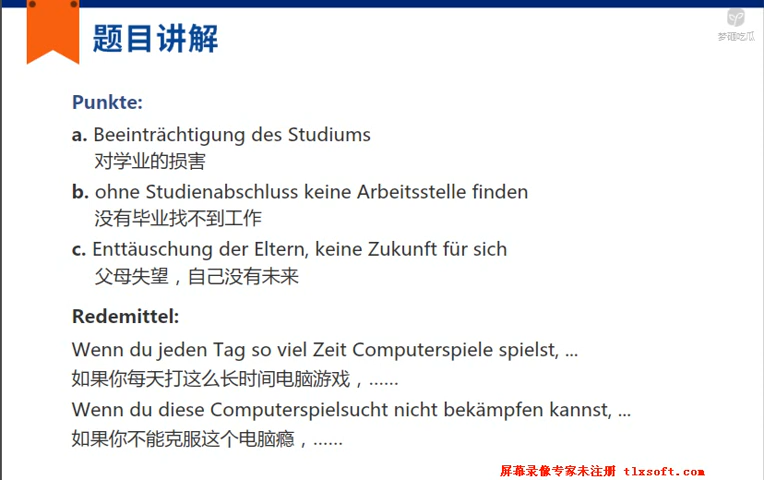 题目讲解
梦砸吃瓜
Punkte:
a. Beeinträchtigung des Studiums
对学业的损害
b. ohne Studienabschluss keine Arbeitsstelle finden
没有毕业找不到工作
c. Enttäuschung der Eltern, keine Zukunft für sich
父母失望，自己没有未来
Redemittel:
Wenn du jeden Tag so viel Zeit Computerspiele spielst, ...
如果你每天打这么长时间电脑游戏，......
Wenn du diese Computerspielsucht nicht bekämpfen kannst, ...
如果你不能克服这个电脑瘾，......
屏幕录像专家未注册 tlxsoft.com